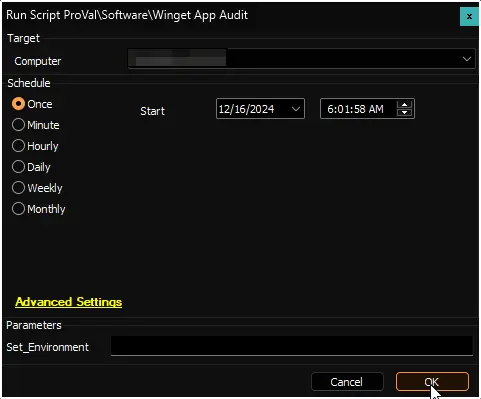 Run Script ProVal\Software\Winget App Audit x
Target
Computer
Schedule
Once
Start 12/16/2024 6:01:58 AM
Minute
Hourly
Daily
Weekly
Monthly
Advanced Settings
Parameters
Set_Environment
Cancel OK